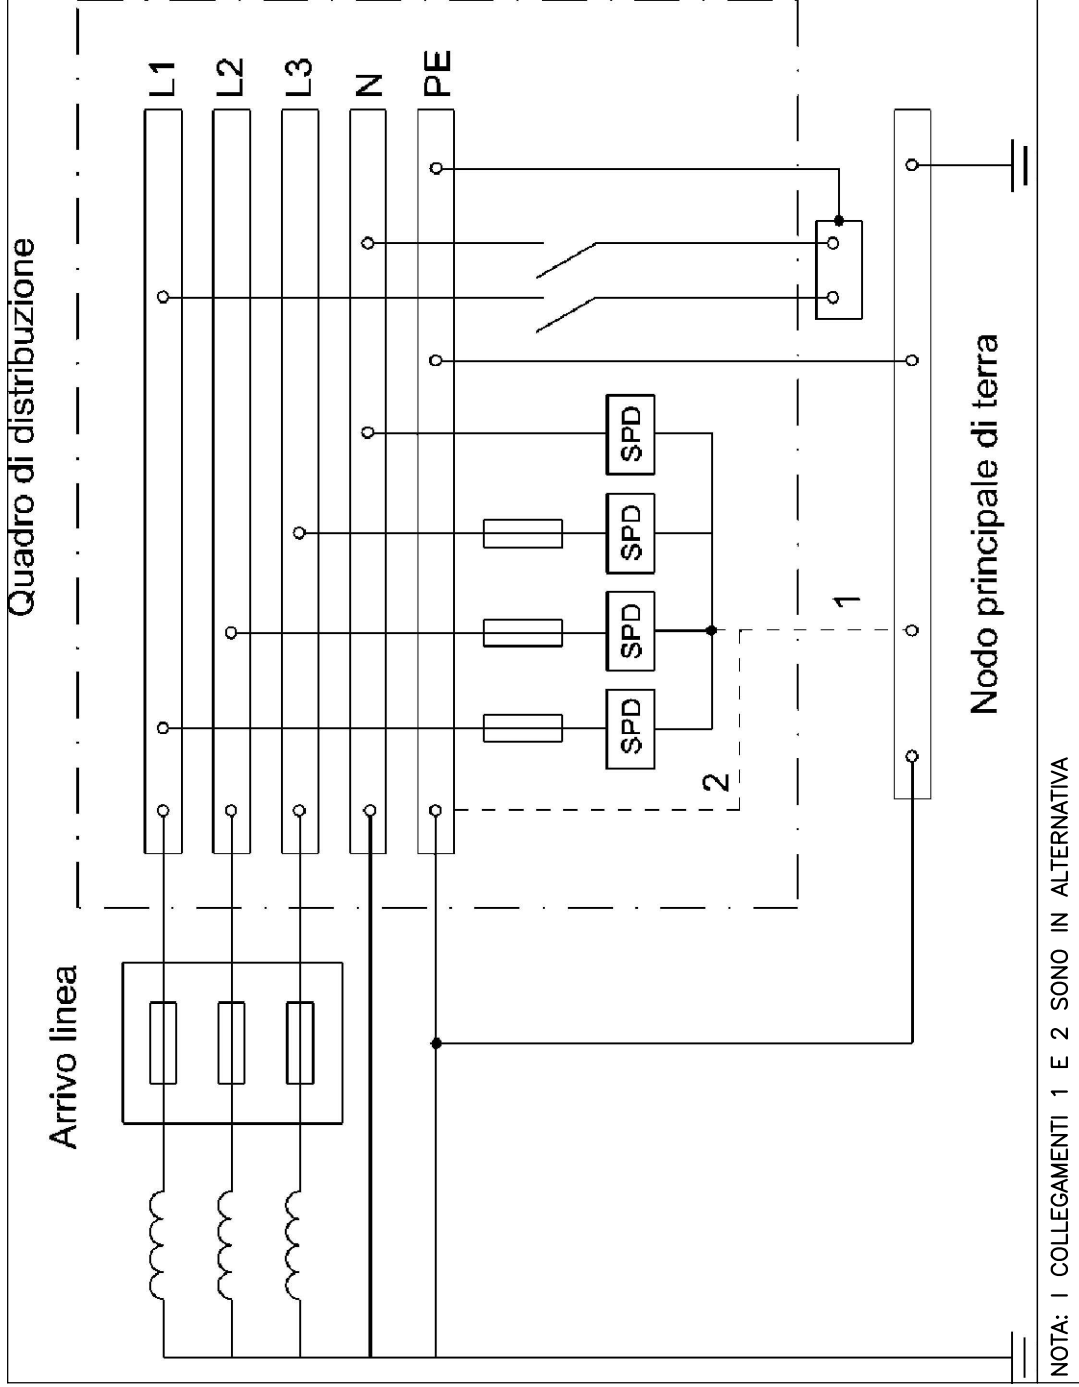 Quadro di distribuzione
Arrivo linea
L1
L2
L3
N
PE
SPD
SPD
SPD
SPD
2
1
Nodo principale di terra
NOTA: I COLLEGAMENTI 1 E 2 SONO IN ALTERNATIVA